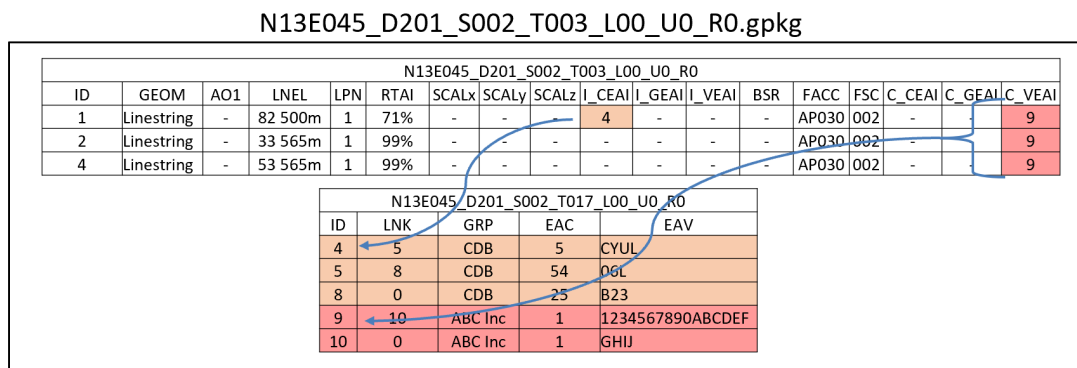 N13E045_D201_S002_T003_L00_U0_R0.gpkg
N13E045_D201_S002_T003_L00_U0_R0
ID GEOM AO1 LNEL LPN RTAI SCALx SCALy SCALz I_CEAI I_GEAI I_VEAI BSR FACC FSC C_CEAI C_GEAI C_VEAI
1 Linestring - 82 500m 1 71% - - - 4 - - - AP030 002 - - 9
2 Linestring - 33 565m 1 99% - - - - - - - AP030 002 - - 9
4 Linestring - 53 565m 1 99% - - - - - - - AP030 002 - - 9
N13E045_D201_S002_T017_L00_U0_R0
ID LNK GRP EAC EAV
4 5 CDB 5 CYUL
5 8 CDB 54 06L
8 0 CDB 25 B23
9 10 ABC Inc 1 1234567890ABCDEF
10 0 ABC Inc 1 GHIJ